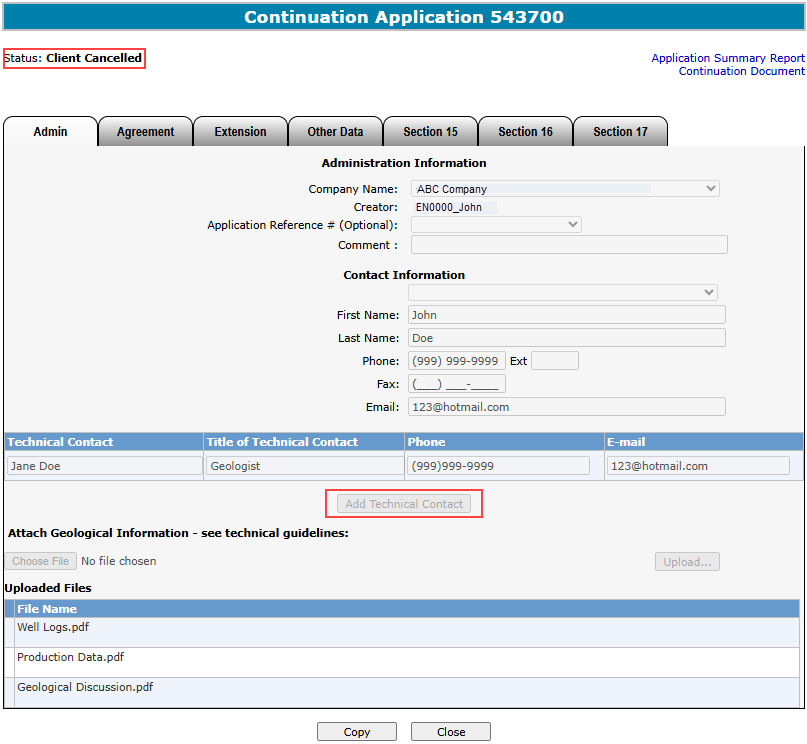 Continuation Application 543700
Status: Client Cancelled
Application Summary Report
Continuation Document
Admin Agreement Extension Other Data Section 15 Section 16 Section 17
Administration Information
Company Name: ABC Company
Creator: EN0000_John
Application Reference # (Optional):
Comment :
Contact Information
First Name: John
Last Name: Doe
Phone: (999) 999-9999 Ext
Fax: (___) ___-____
Email: 123@hotmail.com
Technical Contact Title of Technical Contact Phone E-mail
Jane Doe Geologist (999)999-9999 123@hotmail.com
Add Technical Contact
Attach Geological Information - see technical guidelines:
Choose File No file chosen Upload...
Uploaded Files
File Name
Well Logs.pdf
Production Data.pdf
Geological Discussion.pdf
Copy Close